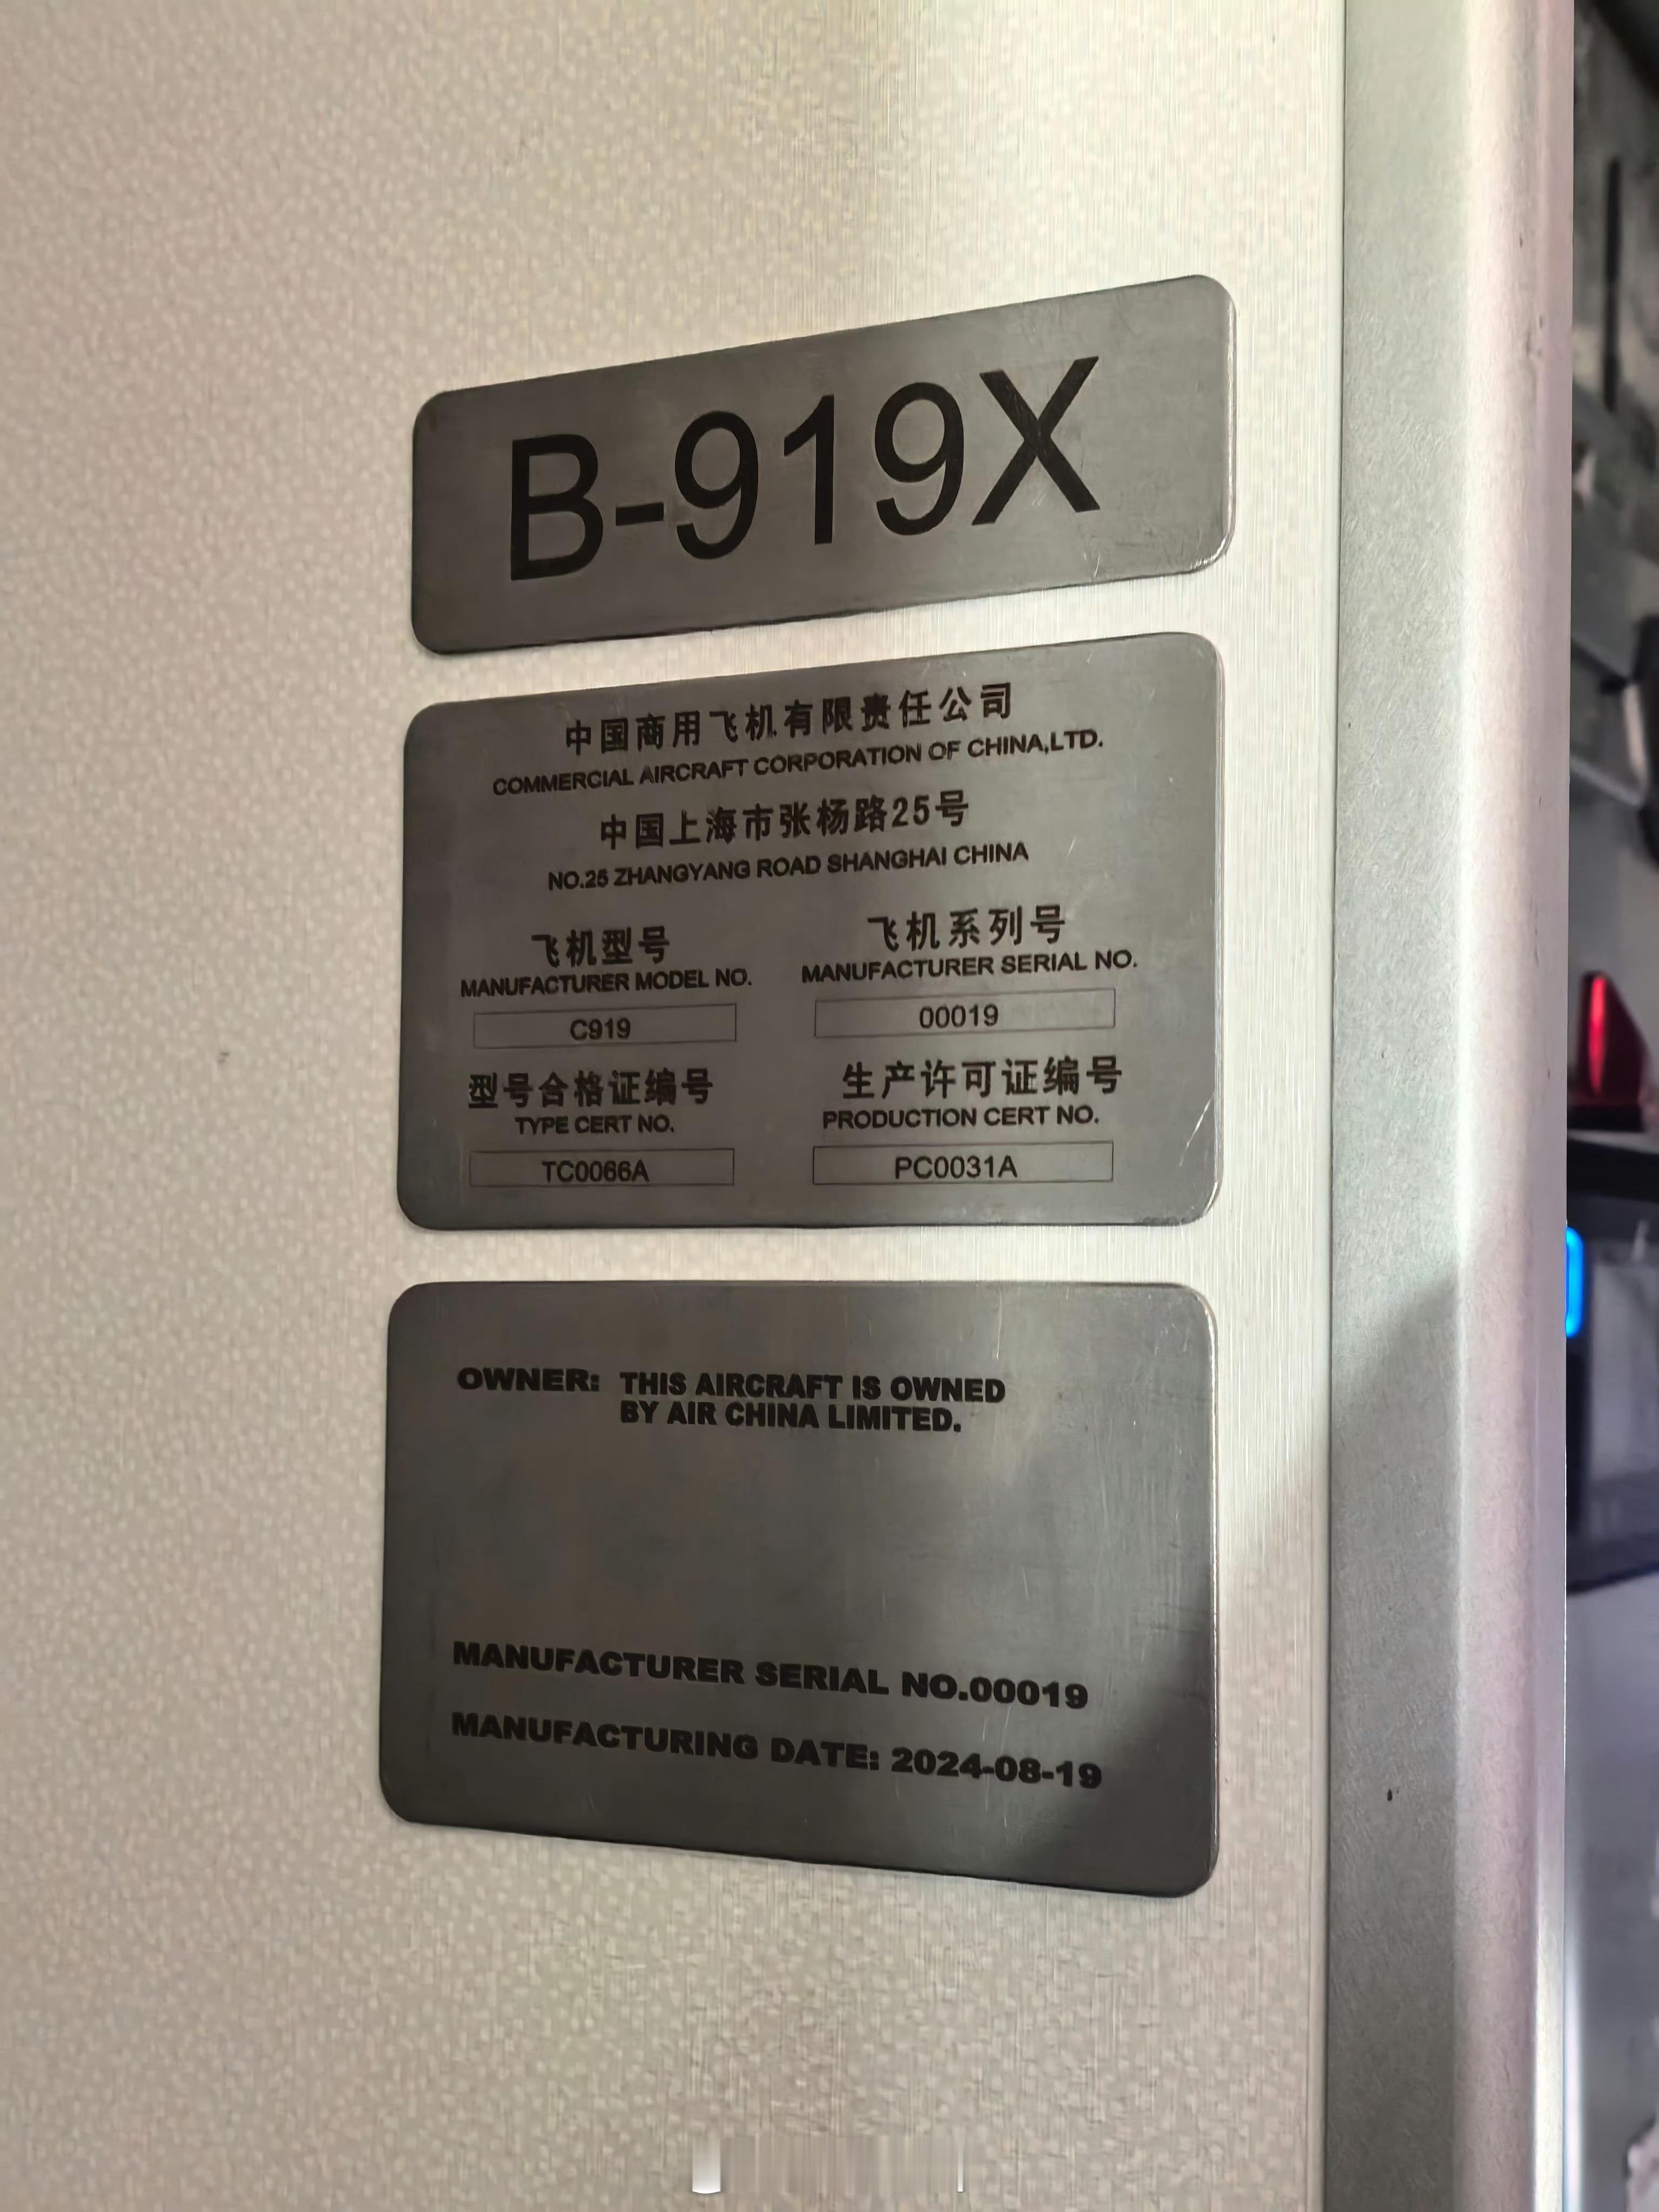 B-919X
中国商用飞机有限责任公司
COMMERCIAL AIRCRAFT CORPORATION OF CHINA,LTD.
中国上海市张杨路25号
NO.25 ZHANGYANG ROAD SHANGHAI CHINA
飞机型号
MANUFACTURER MODEL NO.
C919
飞机系列号
MANUFACTURER SERIAL NO.
00019
型号合格证编号
TYPE CERT NO.
TC0066A
生产许可证编号
PRODUCTION CERT NO.
PC0031A
OWNER: THIS AIRCRAFT IS OWNED
BY AIR CHINA LIMITED.
MANUFACTURER SERIAL NO.00019
MANUFACTURING DATE: 2024-08-19